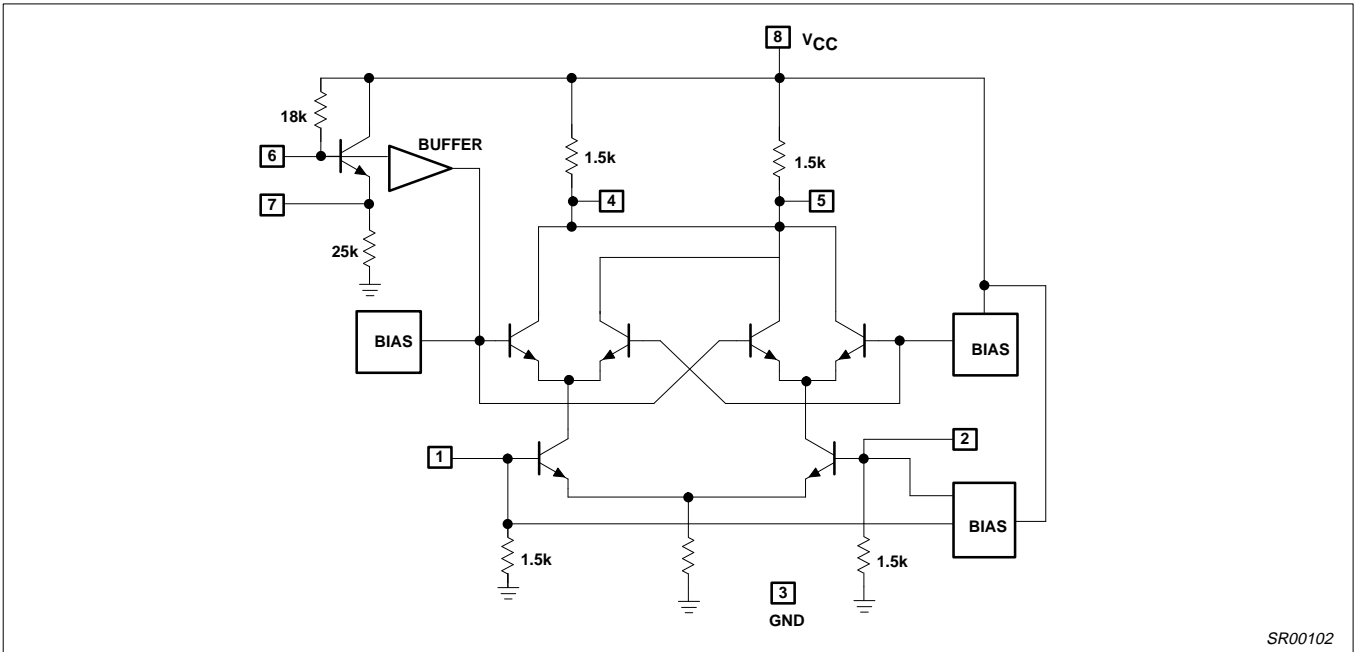 8 VCC
18k
BUFFER
6
1.5k
1.5k
7
4
5
25k
BIAS
BIAS
1
2
BIAS
1.5k
1.5k
3
GND
SR00102